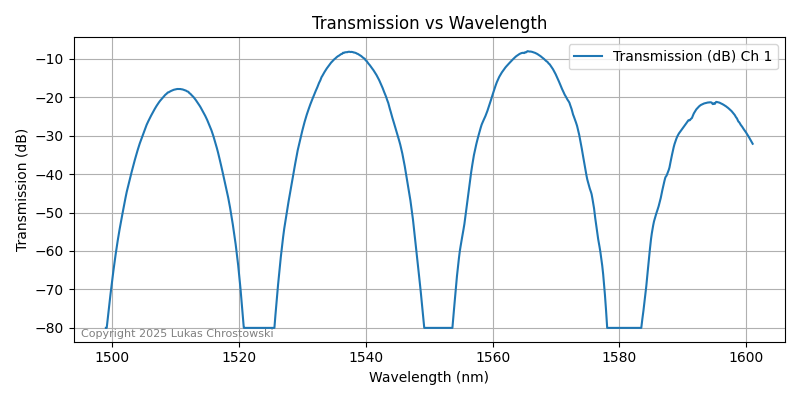 Transmission vs Wavelength
Transmission (dB) Ch 1
Transmission (dB)
−10
−20
−30
−40
−50
−60
−70
−80
Copyright 2025 Lukas Chrostowski
1500 1520 1540 1560 1580 1600
Wavelength (nm)